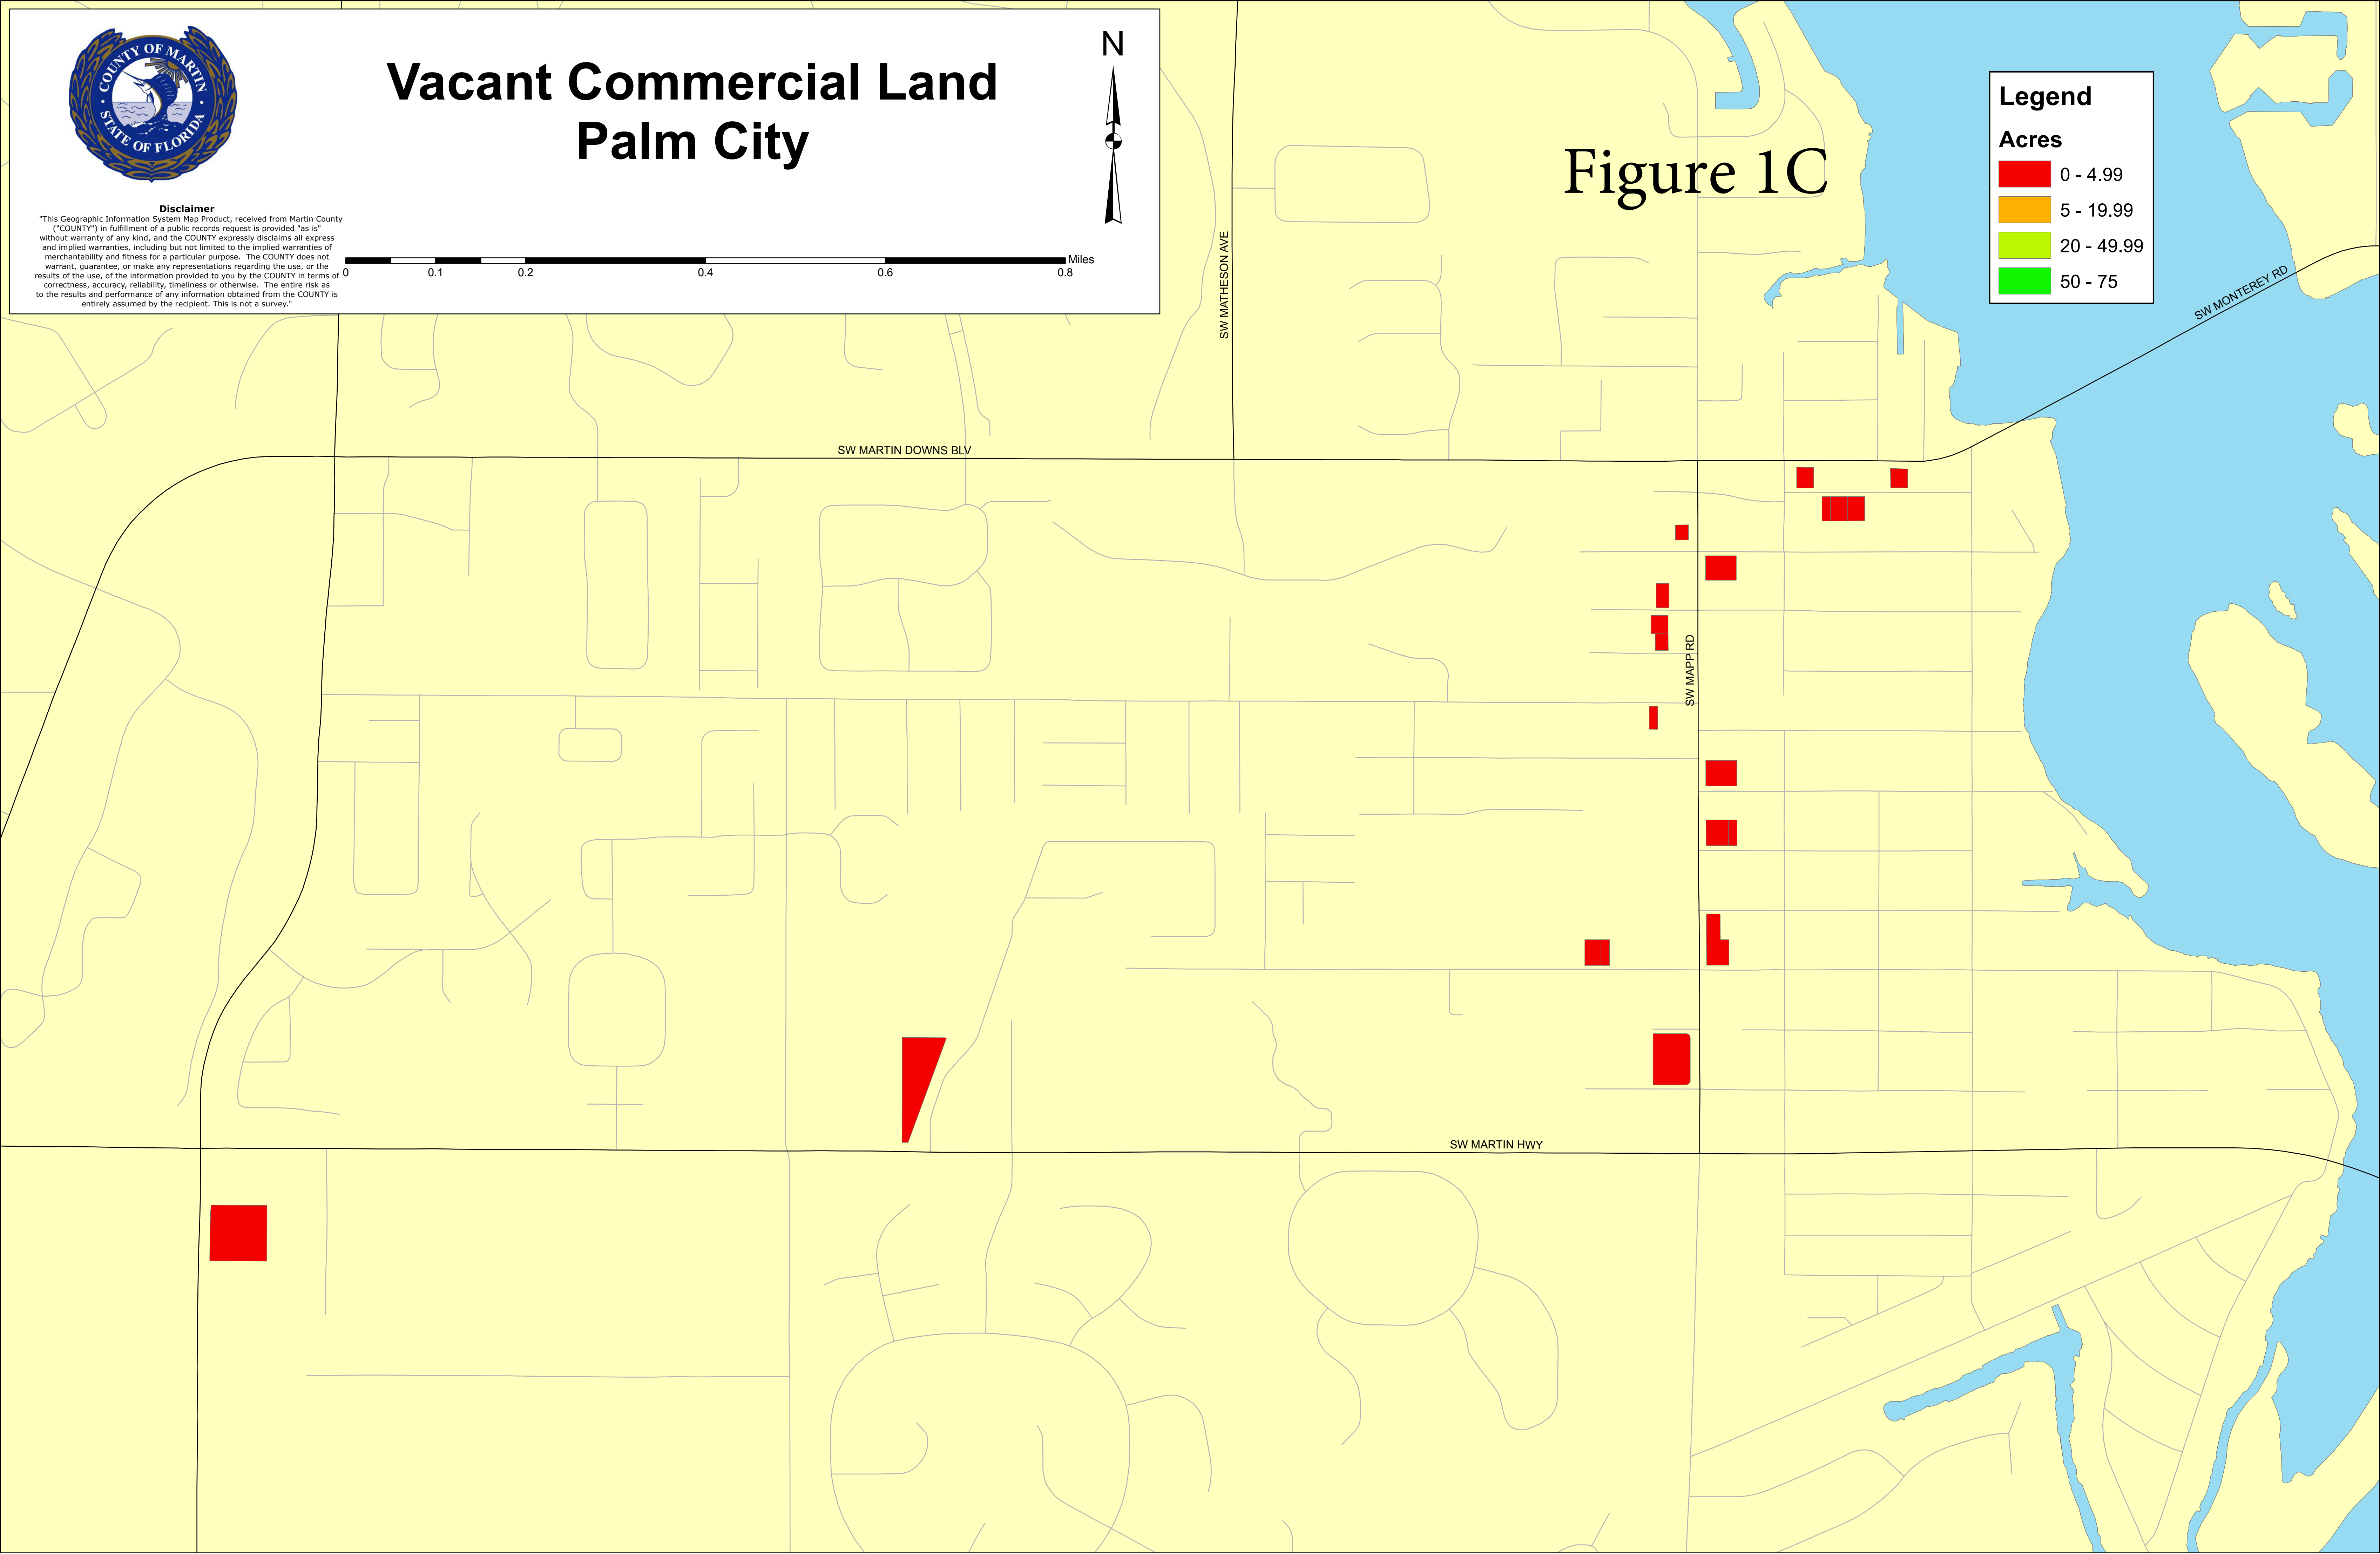 COUNTY OF MARTIN
STATE OF FLORIDA
Vacant Commercial Land
Palm City
N
Disclaimer
"This Geographic Information System Map Product, received from Martin County
("COUNTY") in fulfillment of a public records request is provided "as is"
without warranty of any kind, and the COUNTY expressly disclaims all express
and implied warranties, including but not limited to the implied warranties of
merchantability and fitness for a particular purpose. The COUNTY does not
warrant, guarantee, or make any representations regarding the use, or the
results of the use, of the information provided to you by the COUNTY in terms of
correctness, accuracy, reliability, timeliness or otherwise. The entire risk as
to the results and performance of any information obtained from the COUNTY is
entirely assumed by the recipient. This is not a survey."
Miles
0 0.1 0.2 0.4 0.6 0.8
Figure 1C
Legend
Acres
0 - 4.99
5 - 19.99
20 - 49.99
50 - 75
SW MATHESON AVE
SW MONTEREY RD
SW MARTIN DOWNS BLV
SW MAPP RD
SW MARTIN HWY